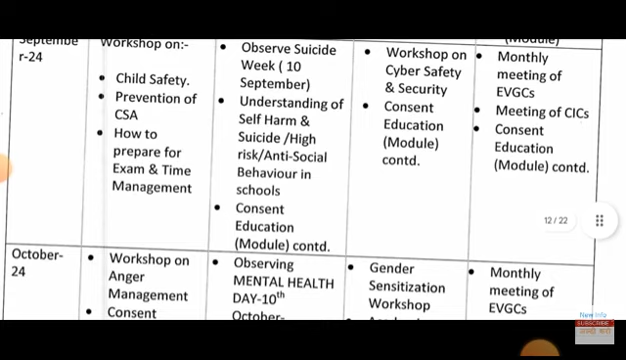 (Module)
Septembe
r-24
Workshop on:-
Child Safety.
Prevention of
CSA
How to
prepare for
Exam & Time
Management
Observe Suicide
Week ( 10
September)
Understanding of
Self Harm &
Suicide /High
risk/Anti-Social
Behaviour in
schools
Consent
Education
(Module) contd.
Workshop on
Cyber Safety
& Security
Consent
Education
(Module)
contd.
Monthly
meeting of
EVGCs
Meeting of CICs
Consent
Education
(Module) contd.
12/22
October-
24
Workshop on
Anger
Management
Consent
Observing
MENTAL HEALTH
DAY-10th
October-
Gender
Sensitization
Workshop
Monthly
meeting of
EVGCs
New Info
SUBSCRIBE